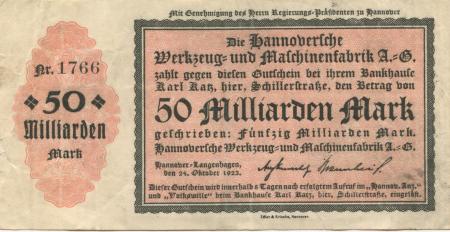 Mit Genehmigung des Herrn Regierungs-Präsidenten zu Hannover
Die Hannoversche
Werkzeug- und Maschinenfabrik A.-G.
zahlt gegen diesen Gutschein bei ihrem Bankhause
Karl Katz, hier, Schillerstraße, den Betrag von
50 Milliarden Mark
geschrieben: Fünfzig Milliarden Mark.
Hannoversche Werkzeug- und Maschinenfabrik A.-G.
Hannover-Langenhagen,
den 24. Oktober 1923.
Dieser Gutschein wird innerhalb 8 Tagen nach erfolgtem Aufruf im „Hannov. Anz."
und "Volkswille" beim Bankhause Karl Katz, hier, Schillerstraße, eingelöst.
Hannover.
Nr. 1766
50
Milliarden
Mark